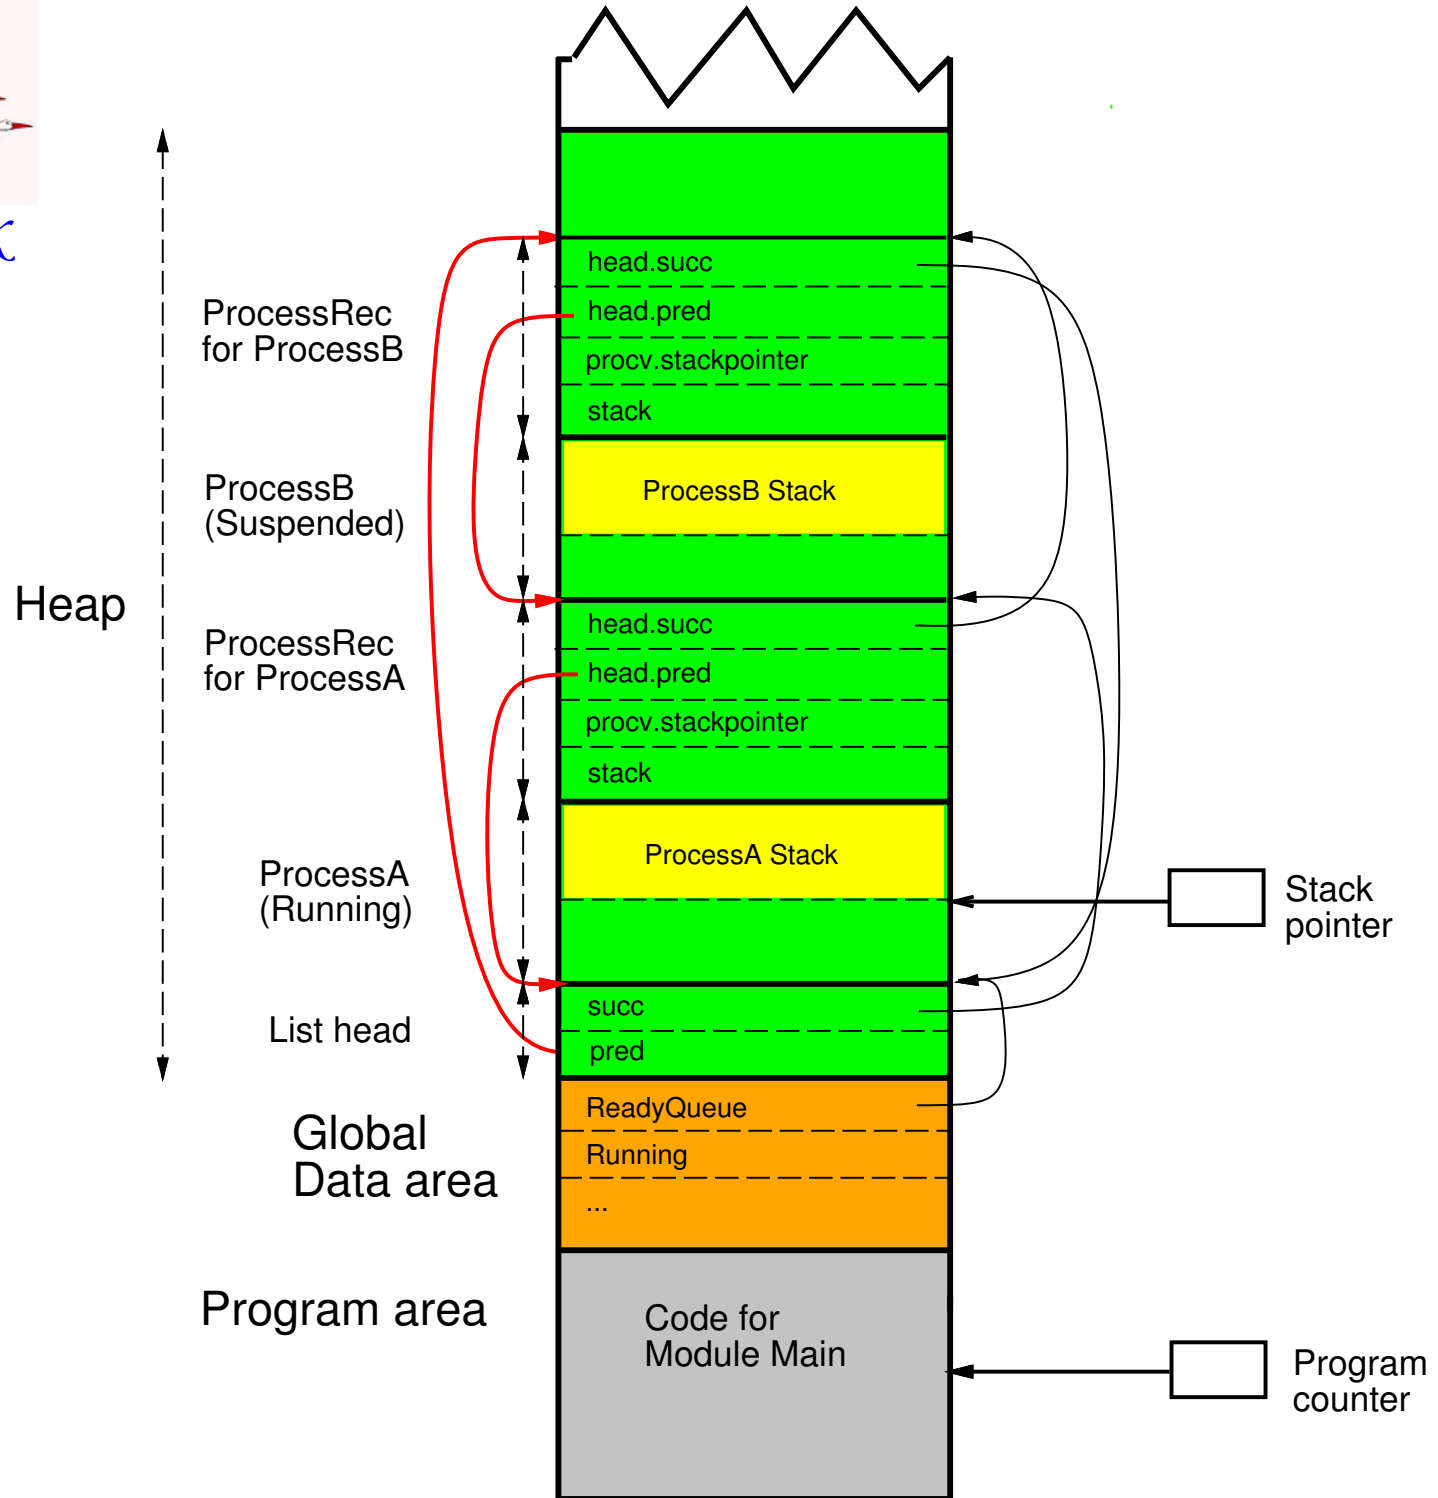 head.succ
head.pred
procv.stackpointer
stack
ProcessRec
for ProcessB
ProcessB Stack
ProcessB
(Suspended)
Heap
head.succ
head.pred
procv.stackpointer
stack
ProcessRec
for ProcessA
ProcessA Stack
ProcessA
(Running)
Stack
pointer
succ
pred
List head
ReadyQueue
Running
...
Global
Data area
Program area
Code for
Module Main
Program
counter